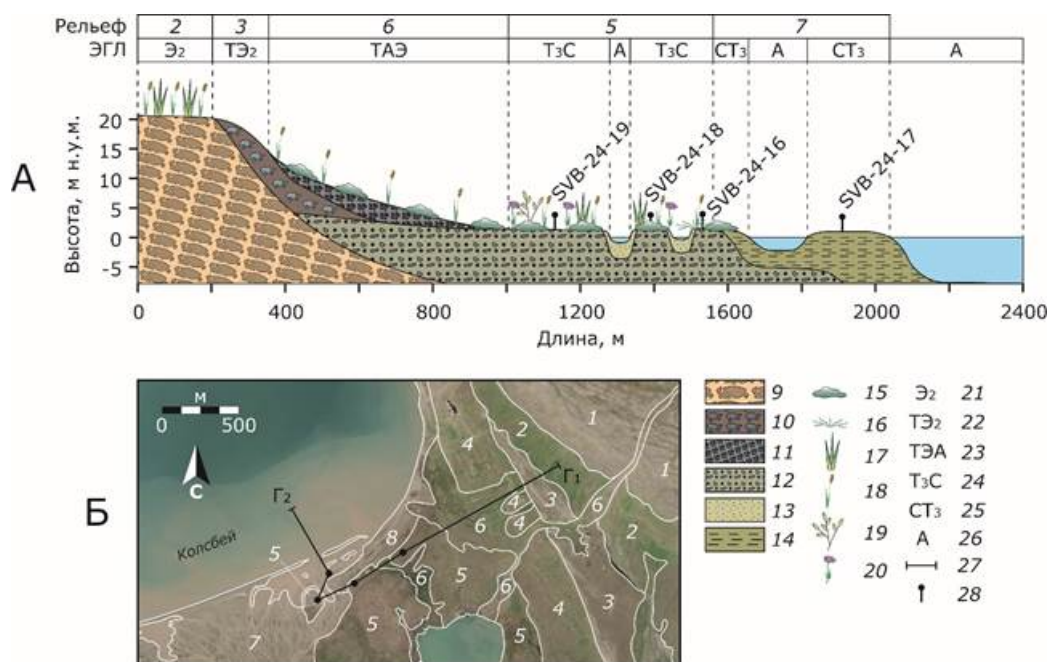 Рельеф 2 3 6 5 7
ЭГЛ Э₂ ТЭ₂ ТАЭ Т₃С А Т₃С СТ₃ А СТ₃ А
А
Высота, м н.у.м.
20
15
10
5
0
-5
SVB-24-19
SVB-24-18
SVB-24-16
SVB-24-17
0 400 800 1200 1600 2000 2400
Длина, м
Б
м
0 500
С
Колсбей
Г₂
Г₁
1
2
4
1
4
3
6
4
6
2
8
5
6
5
6
4
3
7
5
5
9
10
11
12
13
14
15
16
17
18
19
20
Э₂ 21
ТЭ₂ 22
ТЭА 23
Т₃С 24
СТ₃ 25
А 26
27
28